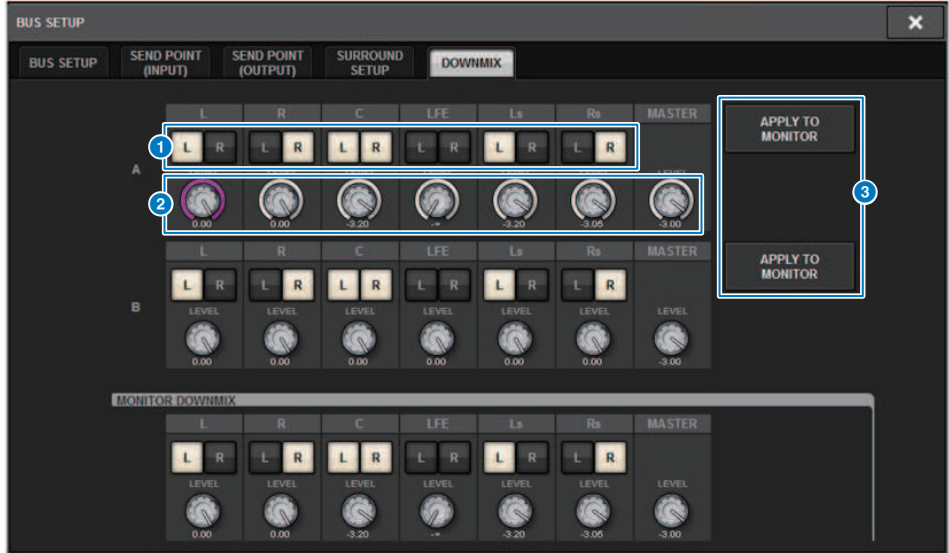 BUS SETUP
BUS SETUP
SEND POINT (INPUT)
SEND POINT (OUTPUT)
SURROUND SETUP
DOWNMIX
L R C LFE Ls Rs MASTER
1
L R L R L R L R L R L R
A
LEVEL
2
0.00 0.00 -3.20 -∞ -3.20 -3.05 -3.00
APPLY TO MONITOR
3
APPLY TO MONITOR
L R C LFE Ls Rs MASTER
L R L R L R L R L R L R
B
LEVEL LEVEL LEVEL LEVEL LEVEL LEVEL LEVEL
0.00 0.00 0.00 0.00 0.00 0.00 -3.00
MONITOR DOWNMIX
L R C LFE Ls Rs MASTER
L R L R L R L R L R L R
LEVEL LEVEL LEVEL LEVEL LEVEL LEVEL LEVEL
0.00 0.00 -3.20 -∞ -3.20 -3.05 -3.00